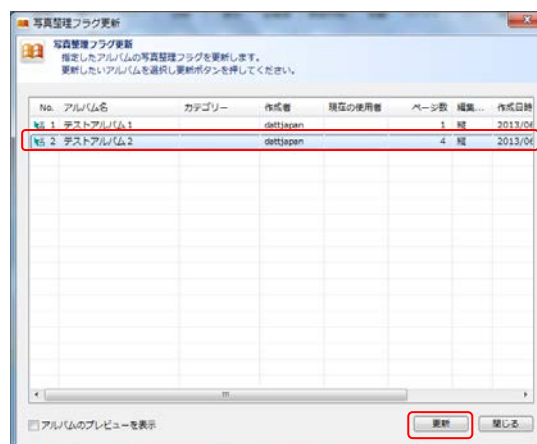 写真整理フラグ更新
写真整理フラグ更新
指定したアルバムの写真整理フラグを更新します。
更新したいアルバムを選択し更新ボタンを押してください。
No. アルバム名 カテゴリー 作成者 現在の使用者 ページ数 編集... 作成日時
1 テストアルバム1 dattjapan 1 縦 2013/06
2 テストアルバム2 dattjapan 4 縦 2013/06
アルバムのプレビューを表示 更新 閉じる